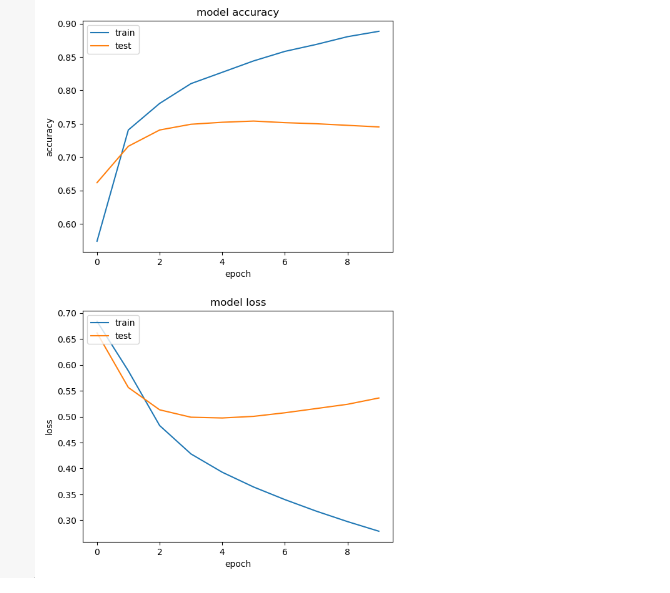 model accuracy
0.90
0.85
0.80
0.75
0.70
0.65
0.60
accuracy
train
test
0 2 4 6 8
epoch
model loss
0.70
0.65
0.60
0.55
0.50
0.45
0.40
0.35
0.30
loss
train
test
0 2 4 6 8
epoch